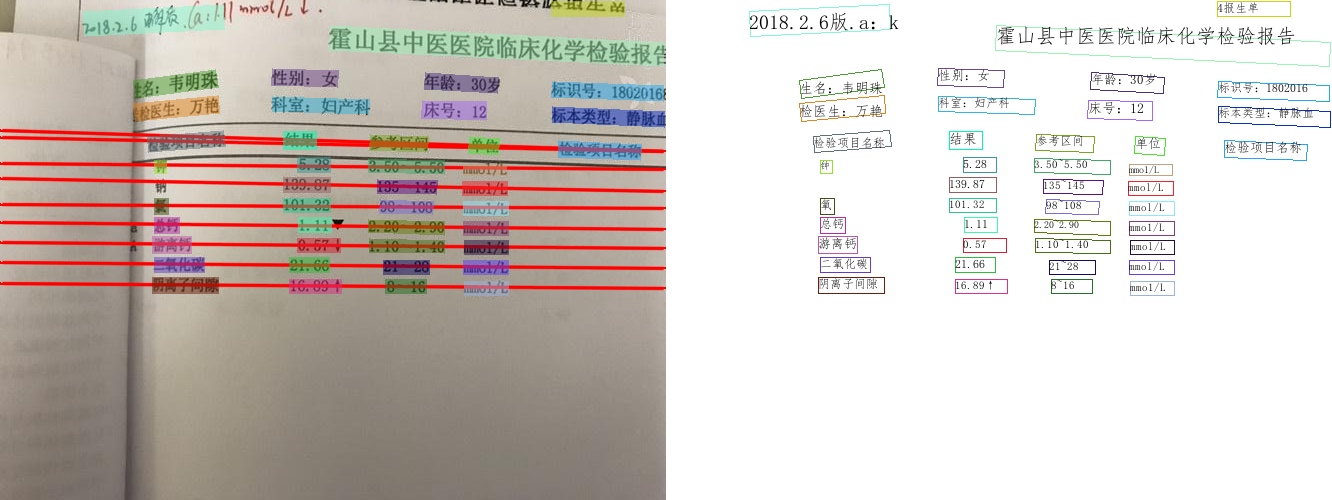 2018.2.6 Ca:1.11mmol/L↓.
报生单
霍山县中医医院临床化学检验报告
姓名：韦明珠 性别：女 年龄：30岁 标识号：1802016
送检医生：万艳 科室：妇产科 床号：12 标本类型：静脉血
检验项目名称 结果 参考区间 单位 检验项目名称
钾 5.28 3.50~5.50 mmol/L
钠 139.87 135~145 mmol/L
氯 101.32 98~108 mmol/L
总钙 1.11▼ 2.20~2.90 mmol/L
游离钙 0.57↓ 1.10~1.40 mmol/L
二氧化碳 21.66 21~28 mmol/L
阴离子间隙 16.89↑ 8~16 mmol/L
2018.2.6版.a：k
4报生单
霍山县中医医院临床化学检验报告
生名：韦明珠 性别：女 年龄：30岁 标识号：1802016
检医生：万艳 科室：妇产科 床号：12 标本类型：静脉血
检验项目名称 结果 参考区间 单位 检验项目名称
钟 5.28 3.50~5.50 mmol/L
139.87 135~145 mmol/L
氧 101.32 98 108 mmol/L
总钙 1.11 2.20~2.90 mmol/L
游离钙 0.57 1.10~1.40 mmol/L
二氧化碳 21.66 21~28 mmol/L
阴离子间隙 16.89↑ 8~16 mmol/L